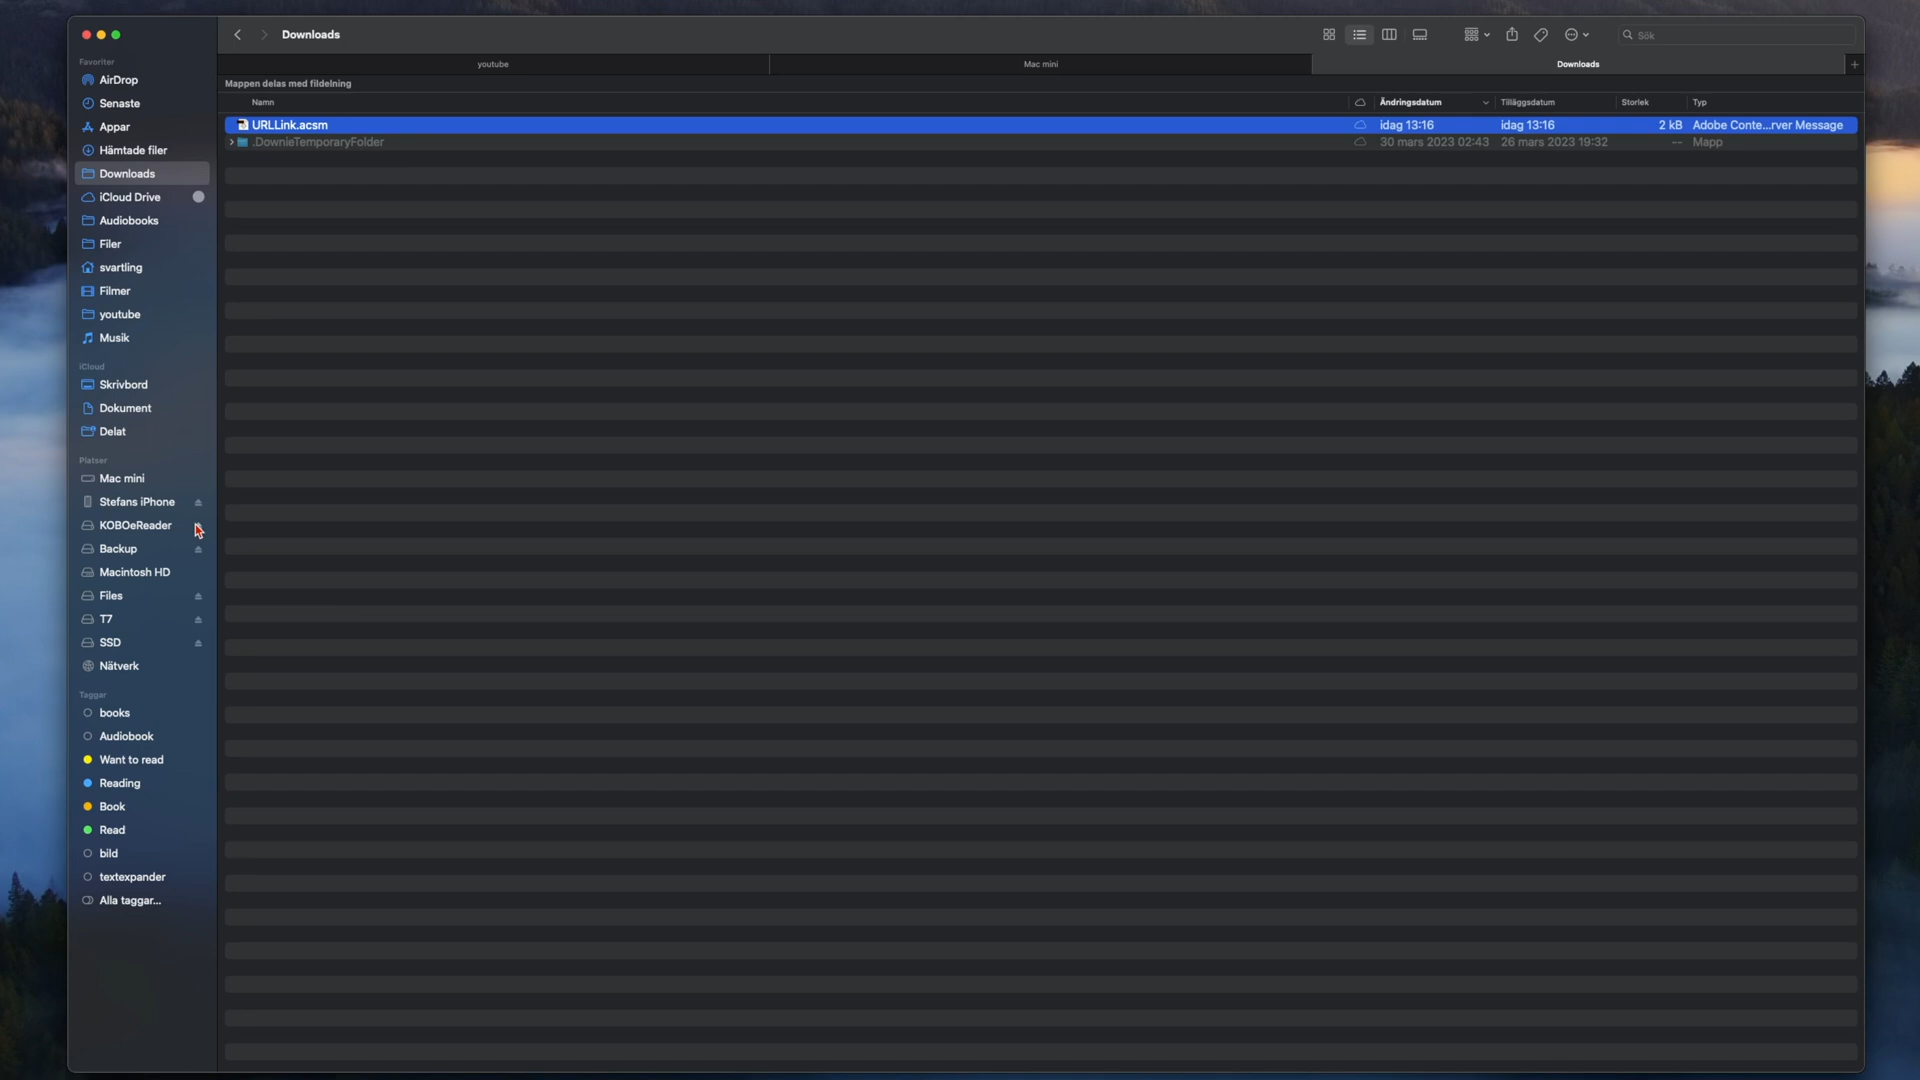 Downloads
Sök
youtube
Mac mini
Downloads
Mappen delas med fildelning
Namn
Ändringsdatum
Tilläggsdatum
Storlek
Typ
URLLink.acsm
idag 13:16
idag 13:16
2 kB
Adobe Conte...rver Message
.DownieTemporaryFolder
30 mars 2023 02:43
26 mars 2023 19:32
--
Mapp
Favoriter
AirDrop
Senaste
Appar
Hämtade filer
Downloads
iCloud Drive
Audiobooks
Filer
svartling
Filmer
youtube
Musik
iCloud
Skrivbord
Dokument
Delat
Platser
Mac mini
Stefans iPhone
KOBOeReader
Backup
Macintosh HD
Files
T7
SSD
Nätverk
Taggar
books
Audiobook
Want to read
Reading
Book
Read
bild
textexpander
Alla taggar...